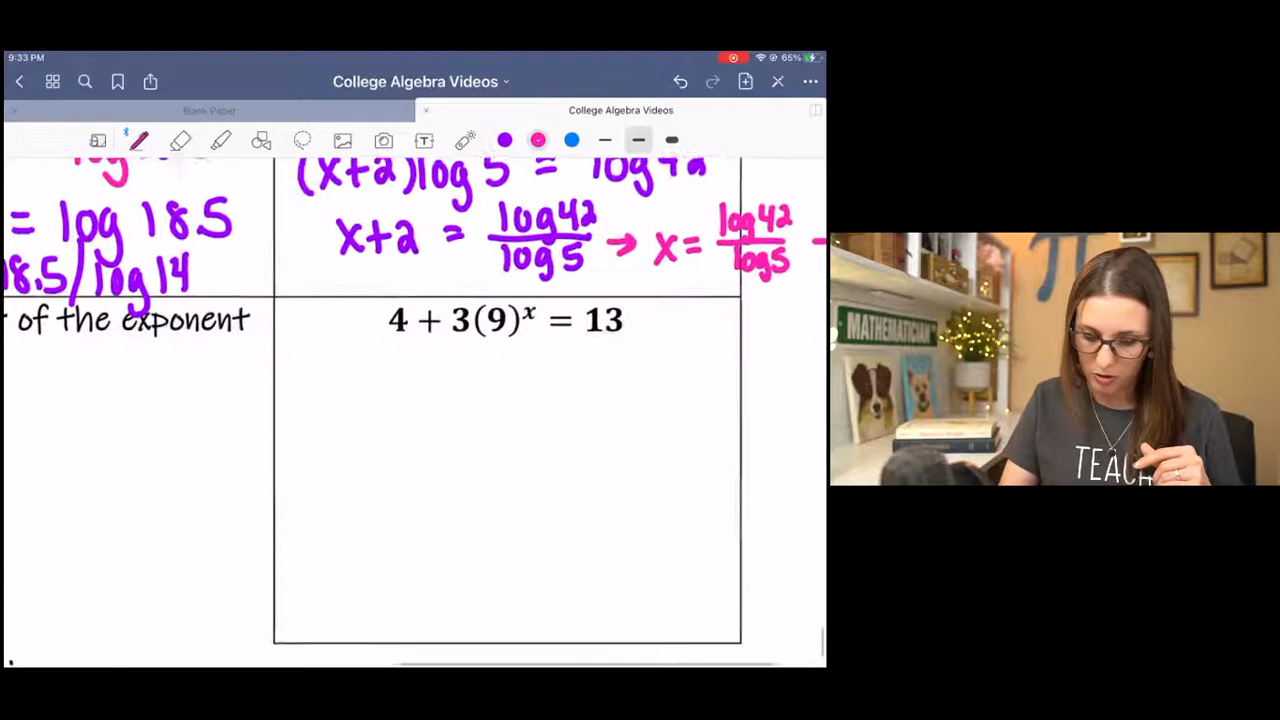 9:33 PM
65%
College Algebra Videos
Blank Paper
College Algebra Videos
log
(x+2)log 5 = log 42
= log 18.5
x+2 = log42/log5 → x= log42/log5 -
18.5/log14
of the exponent
4 + 3(9)^x = 13
MATHEMATICIAN
TEACH